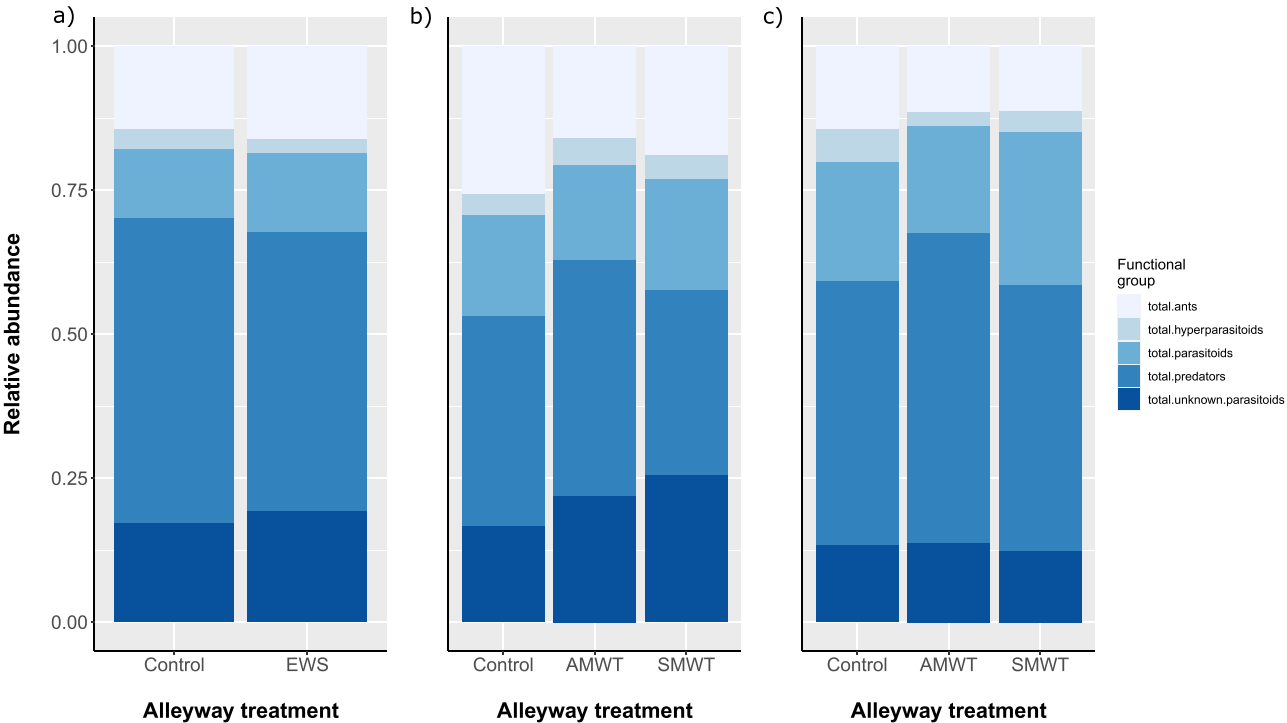 a)
b)
c)
Relative abundance
1.00
0.75
0.50
0.25
0.00
Control
EWS
Alleyway treatment
Control
AMWT
SMWT
Alleyway treatment
Control
AMWT
SMWT
Alleyway treatment
Functional
group
total.ants
total.hyperparasitoids
total.parasitoids
total.predators
total.unknown.parasitoids